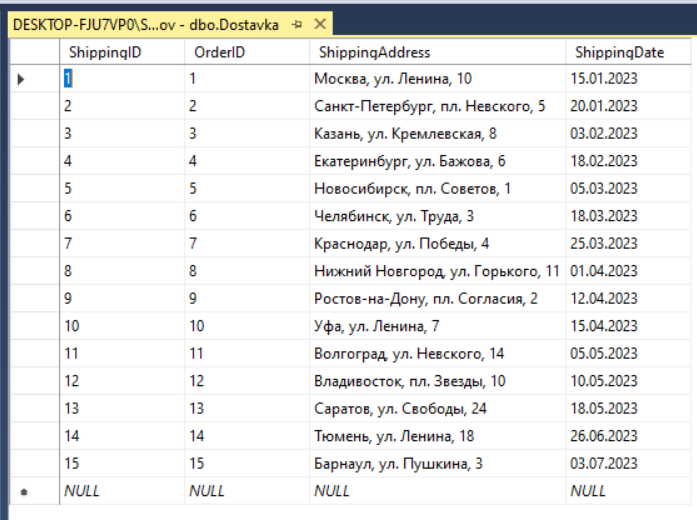 DESKTOP-FJU7VP0\S...ov - dbo.Dostavka
ShippingID OrderID ShippingAddress ShippingDate
1 1 Москва, ул. Ленина, 10 15.01.2023
2 2 Санкт-Петербург, пл. Невского, 5 20.01.2023
3 3 Казань, ул. Кремлевская, 8 03.02.2023
4 4 Екатеринбург, ул. Бажова, 6 18.02.2023
5 5 Новосибирск, пл. Советов, 1 05.03.2023
6 6 Челябинск, ул. Труда, 3 18.03.2023
7 7 Краснодар, ул. Победы, 4 25.03.2023
8 8 Нижний Новгород, ул. Горького, 11 01.04.2023
9 9 Ростов-на-Дону, пл. Согласия, 2 12.04.2023
10 10 Уфа, ул. Ленина, 7 15.04.2023
11 11 Волгоград, ул. Невского, 14 05.05.2023
12 12 Владивосток, пл. Звезды, 10 10.05.2023
13 13 Саратов, ул. Свободы, 24 18.05.2023
14 14 Тюмень, ул. Ленина, 18 26.06.2023
15 15 Барнаул, ул. Пушкина, 3 03.07.2023
NULL NULL NULL NULL